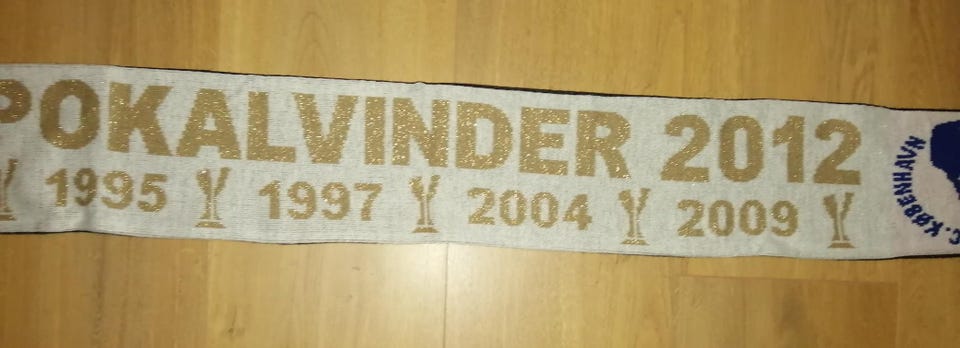 POKALVINDER 2012
1995 1997 2004 2009
C. KØBENHAVN